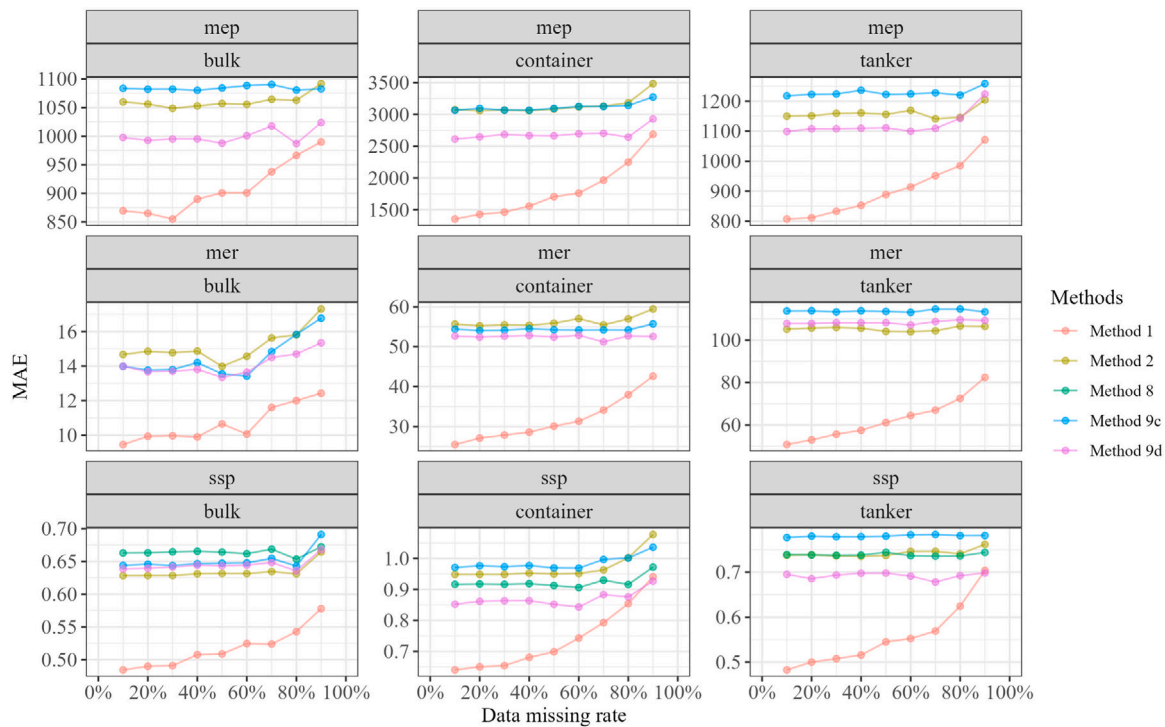 mep mep mep
bulk container tanker
1100
1050
1000
950
900
850
3500
3000
2500
2000
1500
1200
1100
1000
900
800
mer mer mer
bulk container tanker
16
14
12
10
60
50
40
30
100
80
60
ssp ssp ssp
bulk container tanker
0.70
0.65
0.60
0.55
0.50
1.0
0.9
0.8
0.7
0.7
0.6
0.5
0% 20% 40% 60% 80% 100% 0% 20% 40% 60% 80% 100% 0% 20% 40% 60% 80% 100%
MAE
Data missing rate
Methods
Method 1
Method 2
Method 8
Method 9c
Method 9d